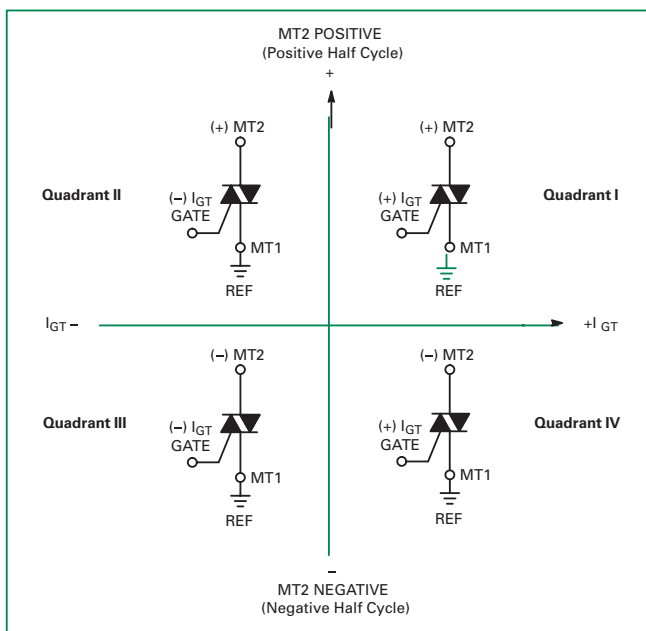 MT2 POSITIVE
(Positive Half Cycle)
+
(+) MT2
(+) MT2
Quadrant II
(–) IGT
GATE
MT1
REF
(+) IGT
GATE
MT1
REF
Quadrant I
IGT –
+I GT
(–) MT2
(–) MT2
Quadrant III
(–) IGT
GATE
MT1
REF
(+) IGT
GATE
MT1
REF
Quadrant IV
–
MT2 NEGATIVE
(Negative Half Cycle)